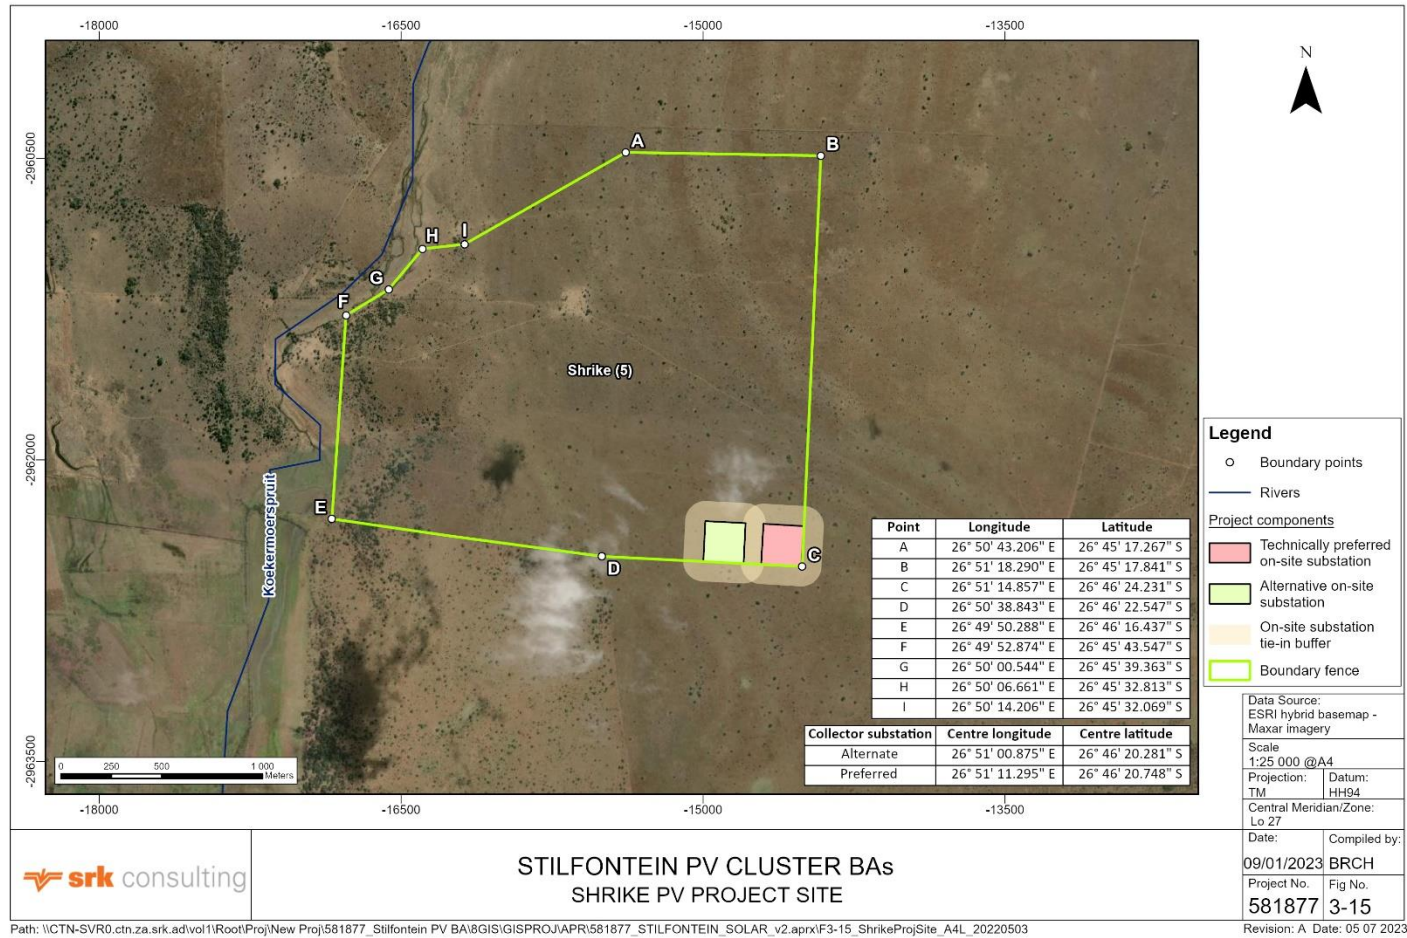 -18000 -16500 -15000 -13500
N
-2960500
-2962000
-2963500
A
B
I
H
G
F
Shrike (5)
E
D
C
Koekermoerspruit
Legend
Boundary points
Rivers
Project components
Technically preferred
on-site substation
Alternative on-site
substation
On-site substation
tie-in buffer
Boundary fence
Point Longitude Latitude
A 26° 50' 43.206" E 26° 45' 17.267" S
B 26° 51' 18.290" E 26° 45' 17.841" S
C 26° 51' 14.857" E 26° 46' 24.231" S
D 26° 50' 38.843" E 26° 46' 22.547" S
E 26° 49' 50.288" E 26° 46' 16.437" S
F 26° 49' 52.874" E 26° 45' 43.547" S
G 26° 50' 00.544" E 26° 45' 39.363" S
H 26° 50' 06.661" E 26° 45' 32.813" S
I 26° 50' 14.206" E 26° 45' 32.069" S
Collector substation Centre longitude Centre latitude
Alternate 26° 51' 00.875" E 26° 46' 20.281" S
Preferred 26° 51' 11.295" E 26° 46' 20.748" S
0 250 500 1 000
Meters
-18000 -16500 -15000 -13500
Data Source:
ESRI hybrid basemap -
Maxar imagery
Scale
1:25 000 @A4
Projection: Datum:
TM HH94
Central Meridian/Zone:
Lo 27
Date: Compiled by:
09/01/2023 BRCH
Project No. Fig No.
581877 3-15
srk consulting
STILFONTEIN PV CLUSTER BAs
SHRIKE PV PROJECT SITE
Path: \\CTN-SVR0.ctn.za.srk.ad\vol1\Root\Proj\New Proj\581877_Stilfontein PV BA\8GIS\GISPROJ\APR\581877_STILFONTEIN_SOLAR_v2.aprx\F3-15_ShrikeProjSite_A4L_20220503
Revision: A Date: 05 07 2023